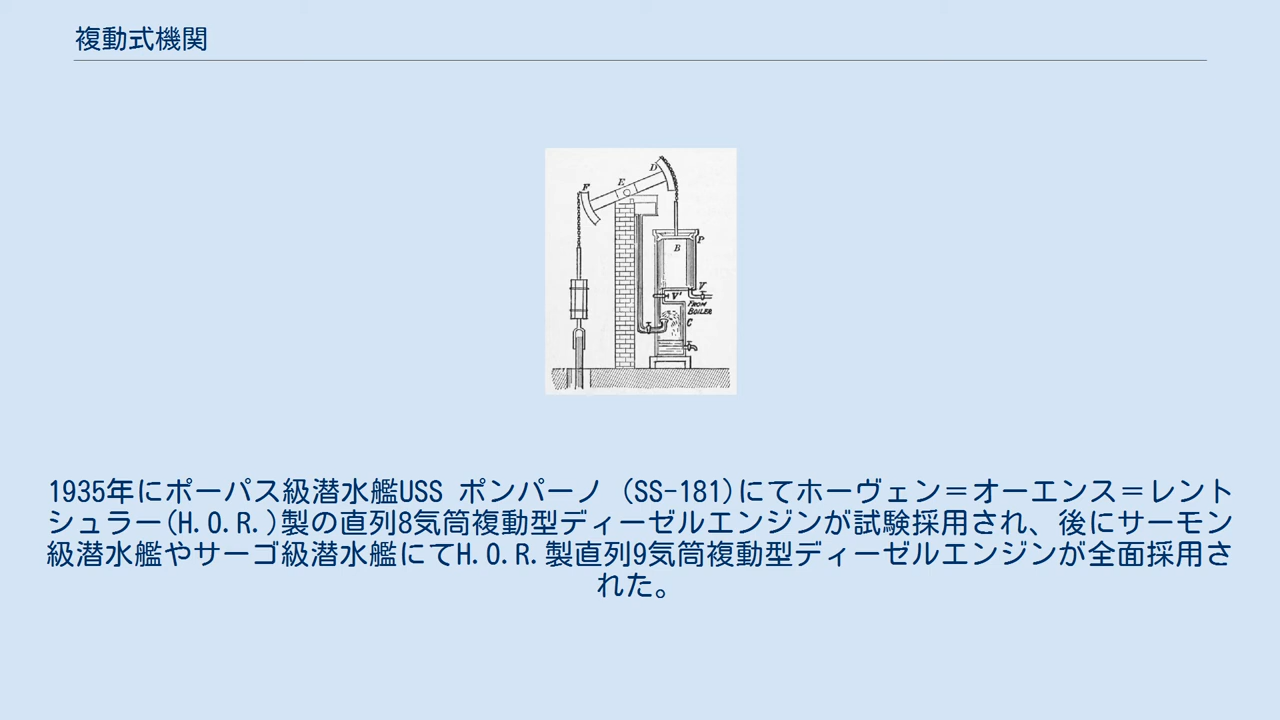 複動式機関
D
E
F
P
B
V
V'
FROM
BOILER
C
1935年にポーパス級潜水艦USS ポンパーノ (SS-181)にてホーヴェン＝オーエンス＝レント
シュラー(H.O.R.)製の直列8気筒複動型ディーゼルエンジンが試験採用され、後にサーモン
級潜水艦やサーゴ級潜水艦にてH.O.R.製直列9気筒複動型ディーゼルエンジンが全面採用さ
れた。